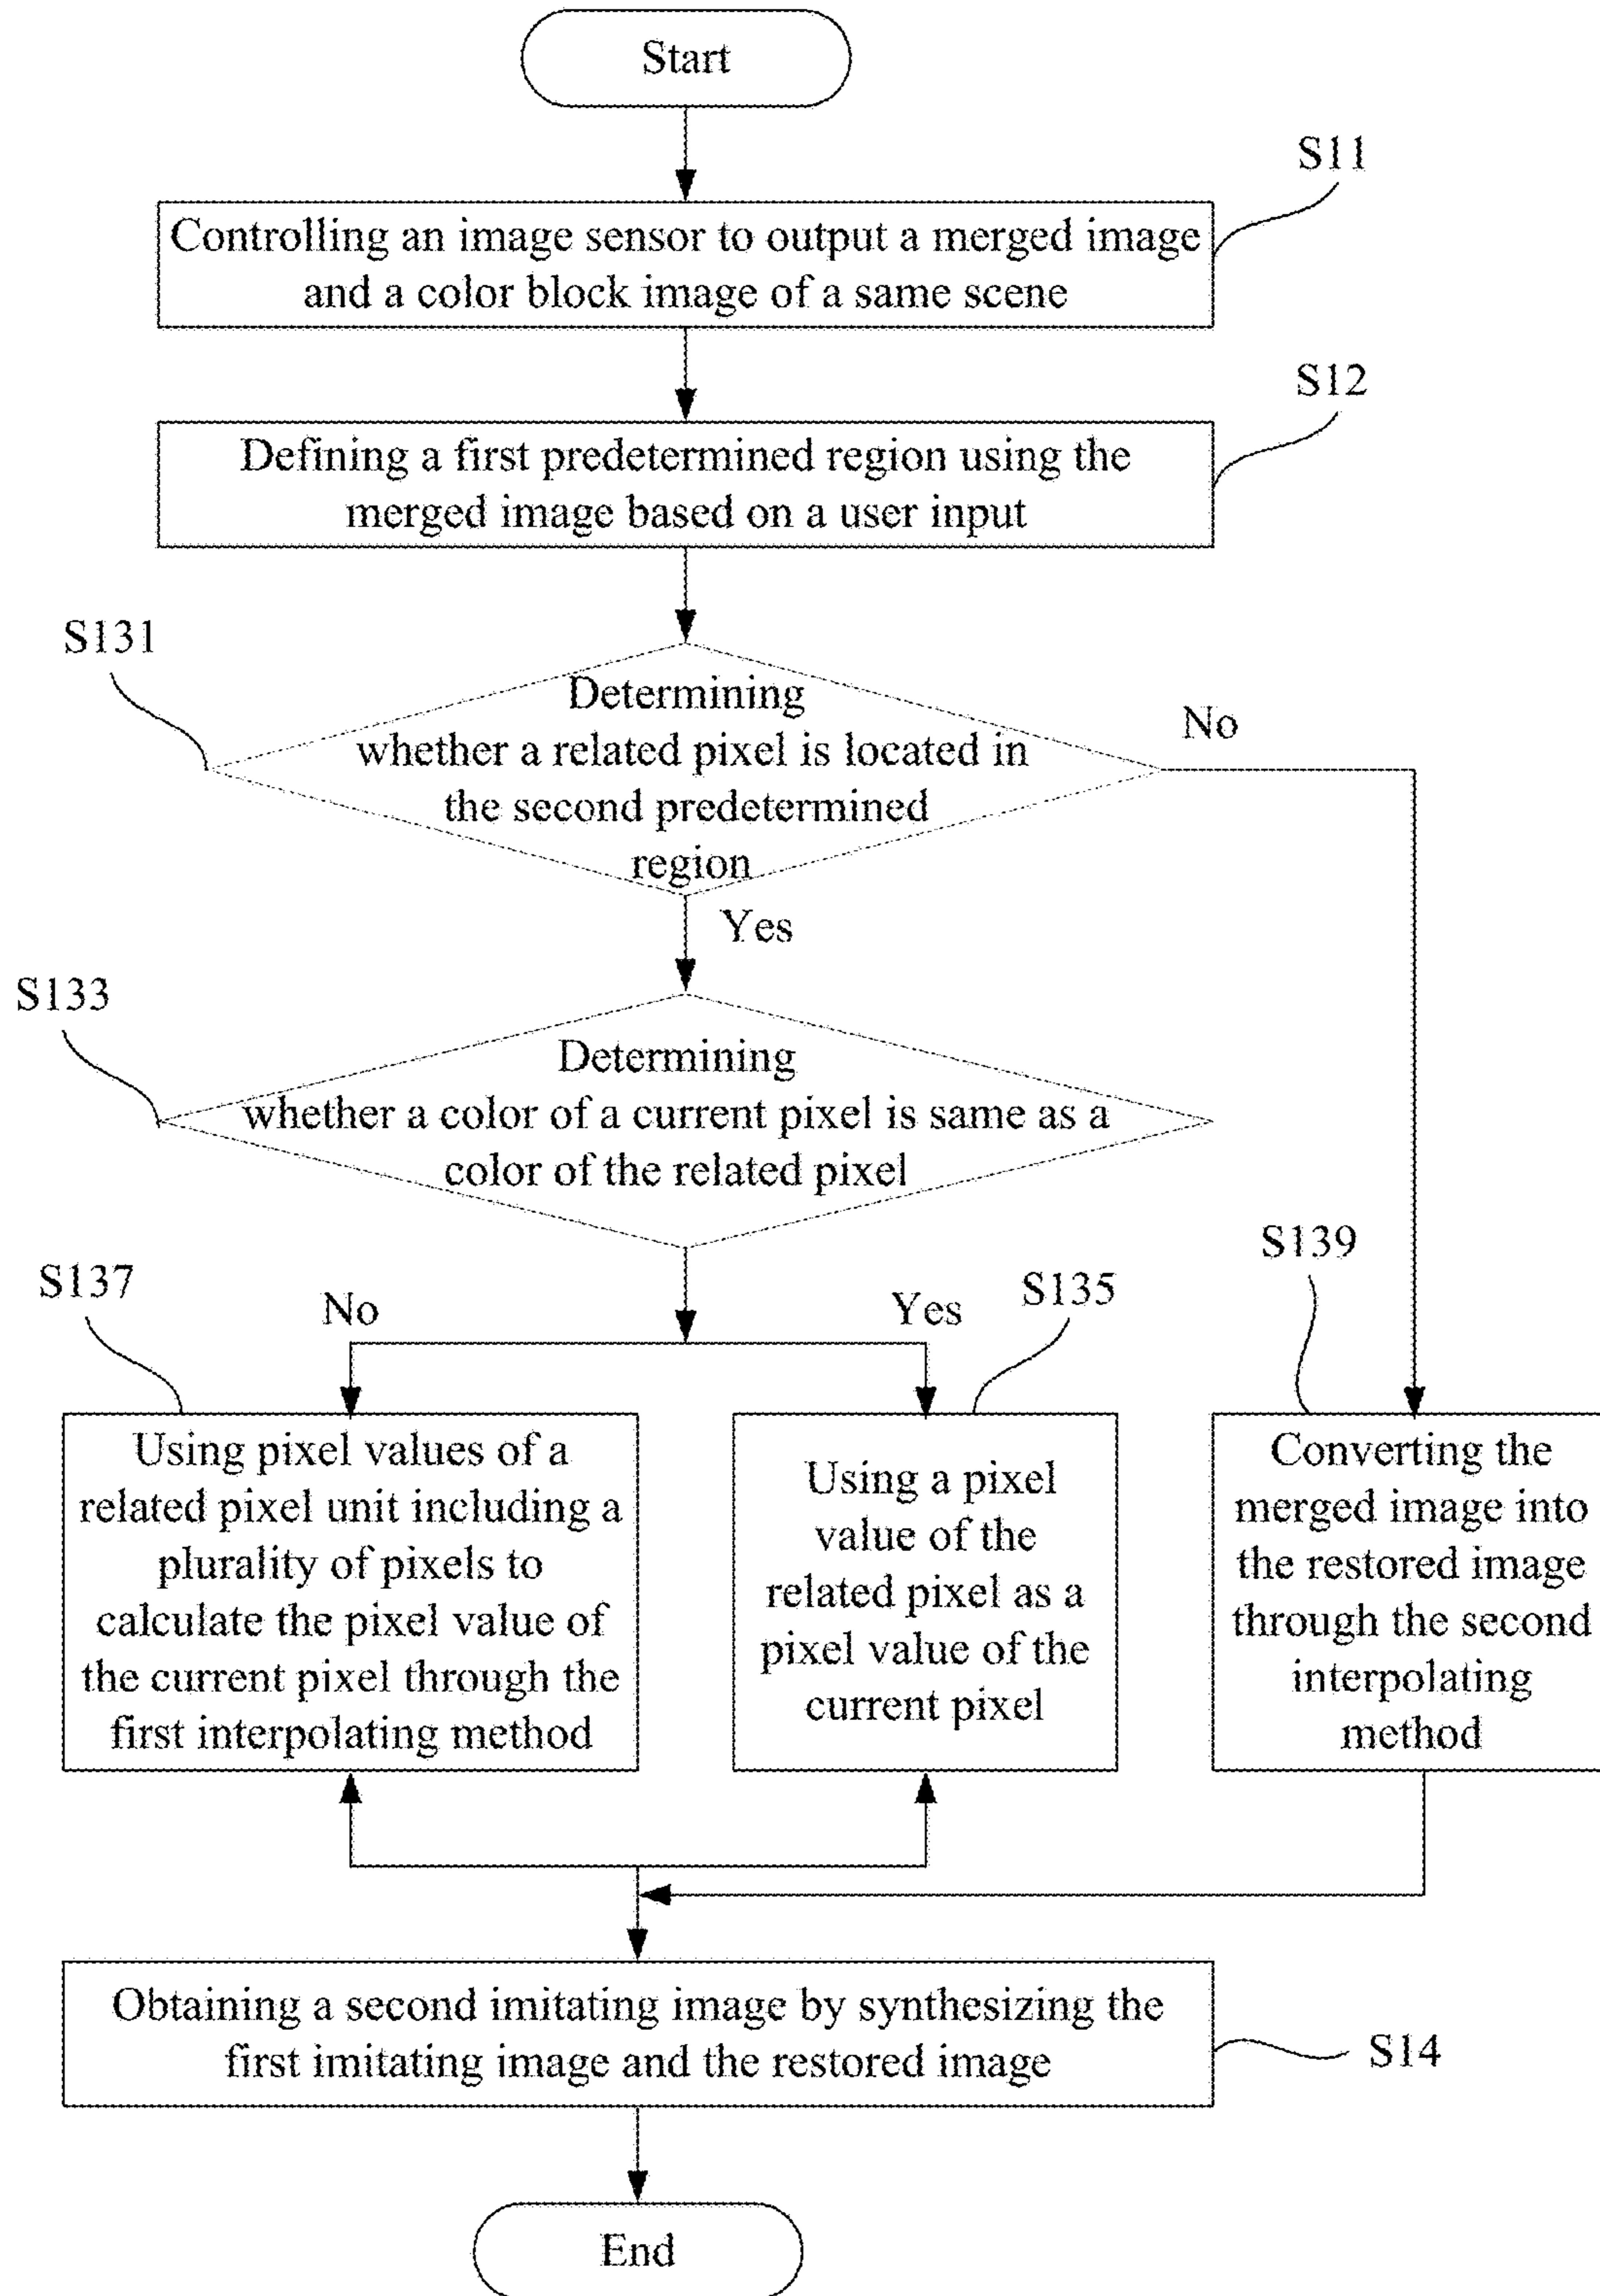 Start
S11
Controlling an image sensor to output a merged image
and a color block image of a same scene
S12
Defining a first predetermined region using the
merged image based on a user input
S131
Determining
whether a related pixel is located in
the second predetermined
region
No
Yes
S133
Determining
whether a color of a current pixel is same as a
color of the related pixel
S137
No
Yes
S135
S139
Using pixel values of a
related pixel unit including a
plurality of pixels to
calculate the pixel value of
the current pixel through the
first interpolating method
Using a pixel
value of the
related pixel as a
pixel value of the
current pixel
Converting the
merged image into
the restored image
through the second
interpolating
method
Obtaining a second imitating image by synthesizing the
first imitating image and the restored image
S14
End